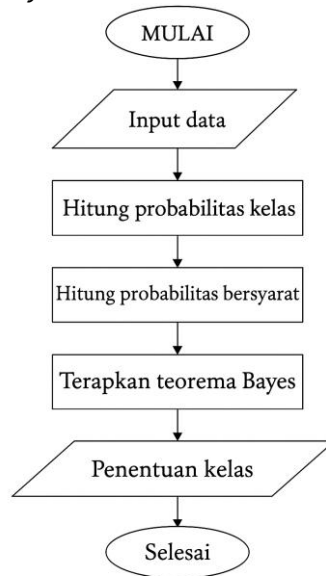 MULAI
Input data
Hitung probabilitas kelas
Hitung probabilitas bersyarat
Terapkan teorema Bayes
Penentuan kelas
Selesai